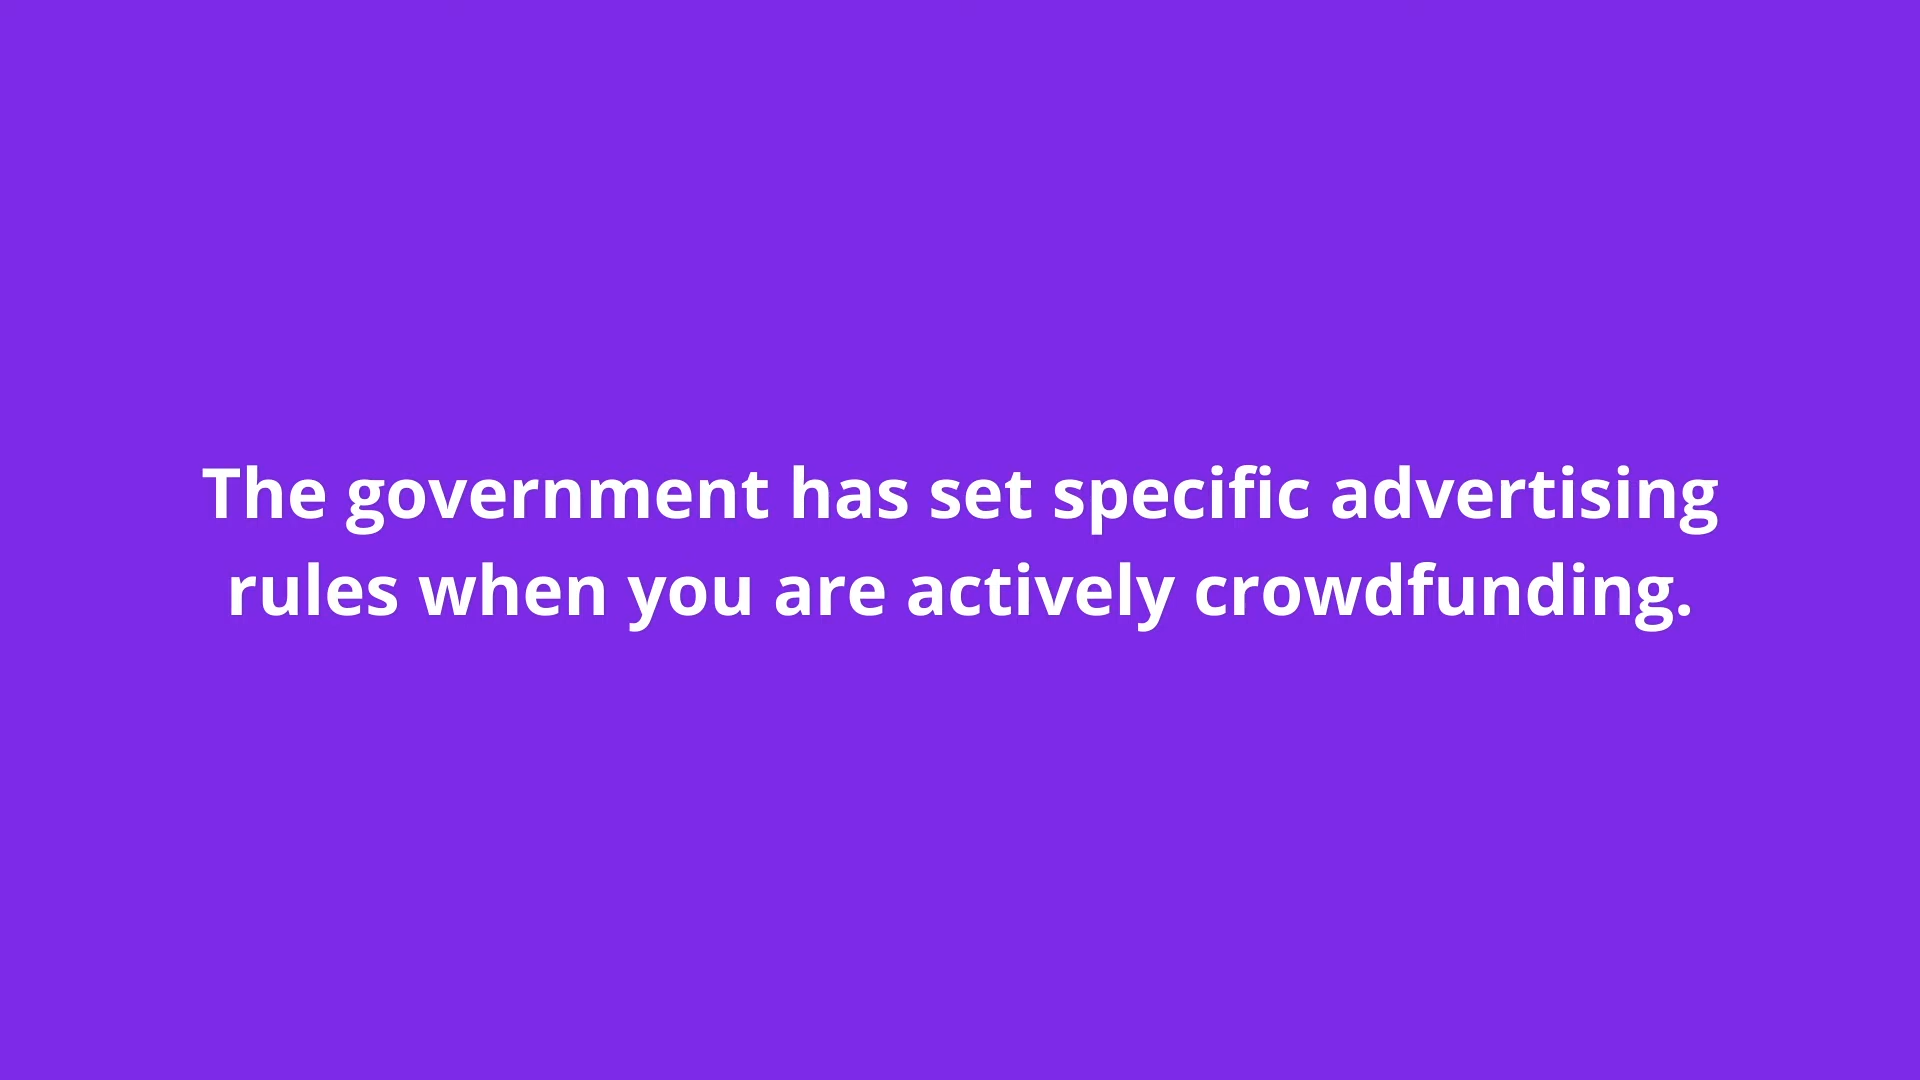 The government has set specific advertising
rules when you are actively crowdfunding.